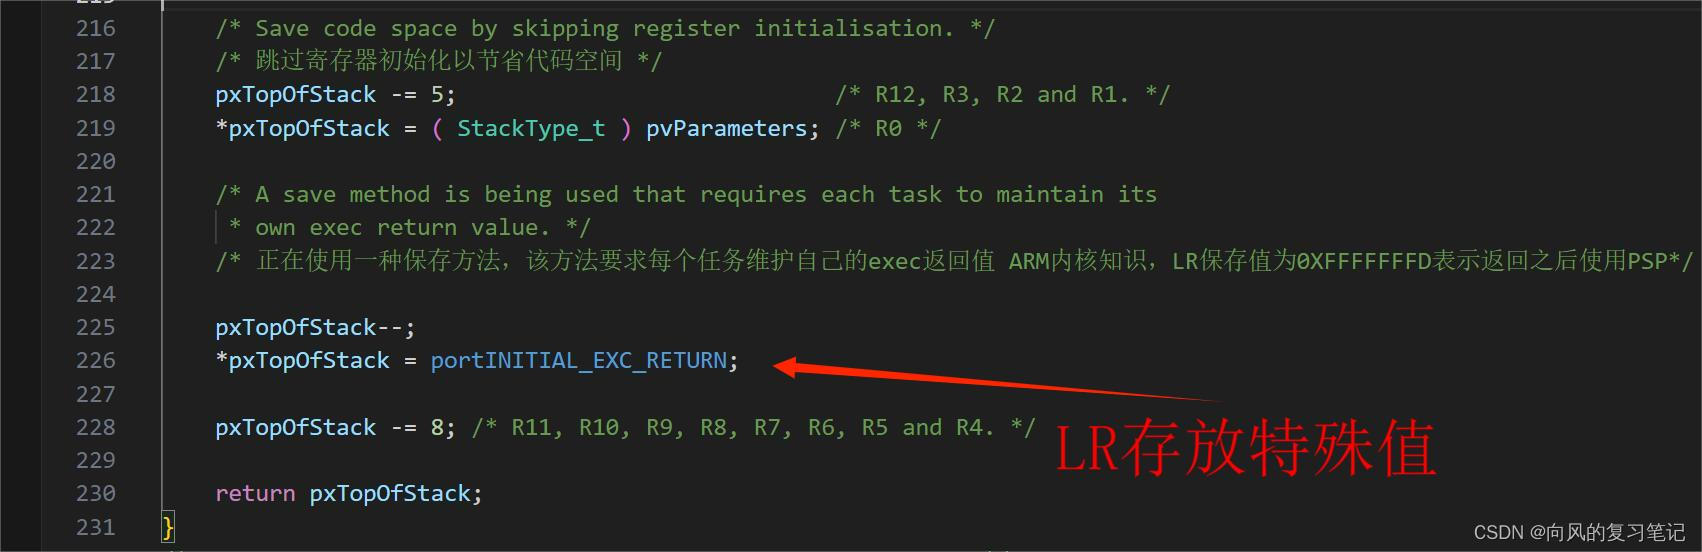 216 /* Save code space by skipping register initialisation. */
217 /* 跳过寄存器初始化以节省代码空间 */
218 pxTopOfStack -= 5; /* R12, R3, R2 and R1. */
219 *pxTopOfStack = ( StackType_t ) pvParameters; /* R0 */
220
221 /* A save method is being used that requires each task to maintain its
222 * own exec return value. */
223 /* 正在使用一种保存方法，该方法要求每个任务维护自己的exec返回值 ARM内核知识，LR保存值为0XFFFFFFFD表示返回之后使用PSP*/
224
225 pxTopOfStack--;
226 *pxTopOfStack = portINITIAL_EXC_RETURN;
227
228 pxTopOfStack -= 8; /* R11, R10, R9, R8, R7, R6, R5 and R4. */
LR存放特殊值
229
230 return pxTopOfStack;
231 }
CSDN @向风的复习笔记